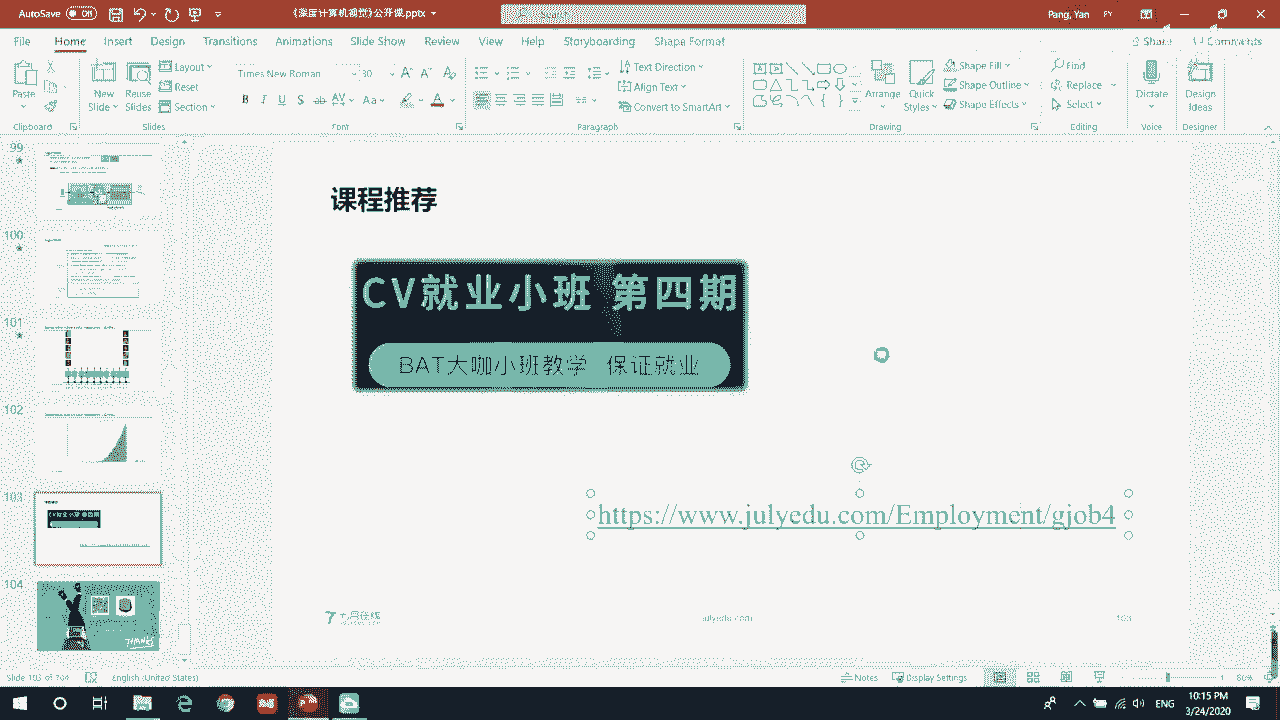 AutoSave
Off
《深度计算机视觉》公开课.pptx
Search
Pang, Yan
PY
File
Home
Insert
Design
Transitions
Animations
Slide Show
Review
View
Help
Storyboarding
Shape Format
Share
Comments
Paste
New Slide
Reuse Slides
Layout
Reset
Section
Times New Roman
30
Text Direction
Align Text
Convert to SmartArt
Arrange
Quick Styles
Shape Fill
Shape Outline
Shape Effects
Find
Replace
Select
Dictate
Design Ideas
Clipboard
Slides
Font
Paragraph
Drawing
Editing
Voice
Designer
99
100
101
102
103
104
课程推荐
CV就业小班 第四期
BAT大咖小班教学 保证就业
https://www.julyedu.com/Employment/gjob4
七月在线
julyedu.com
103
Slide 103 of 104
English (United States)
Notes
Display Settings
80%
10:15 PM
ENG
3/24/2020